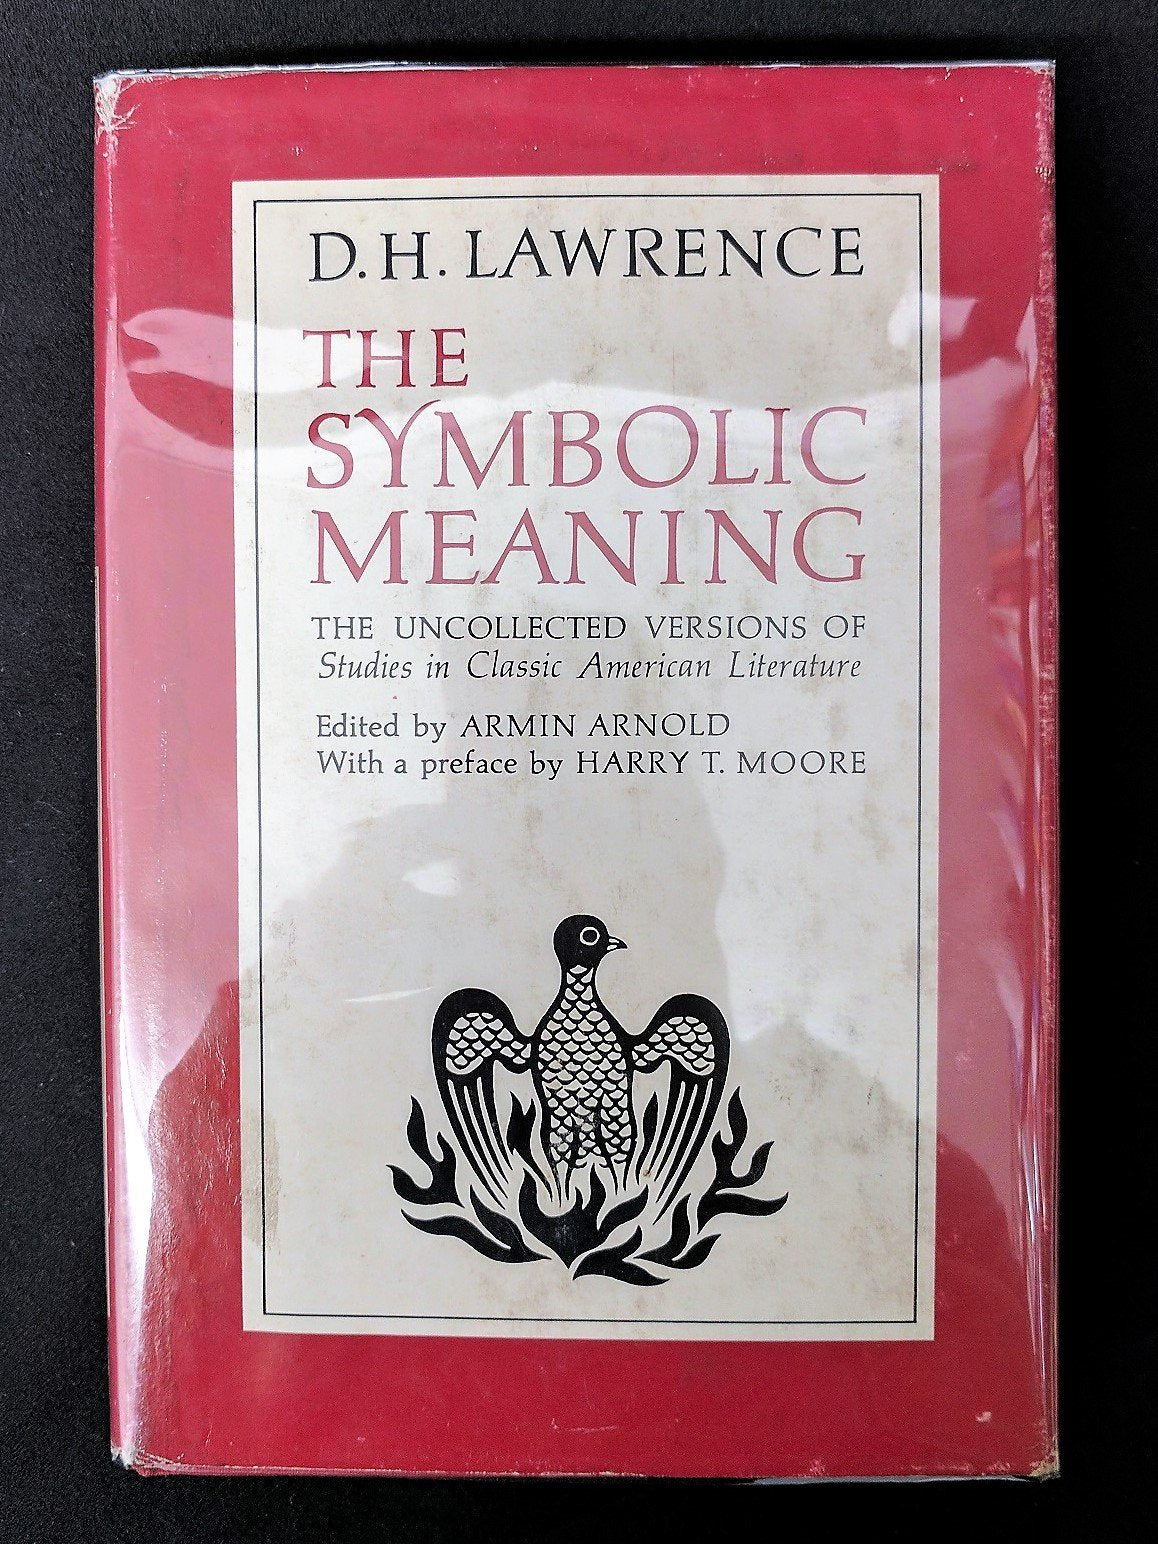 D.H. LAWRENCE
THE
SYMBOLIC
MEANING
THE UNCOLLECTED VERSIONS OF
Studies in Classic American Literature
Edited by ARMIN ARNOLD
With a preface by HARRY T. MOORE